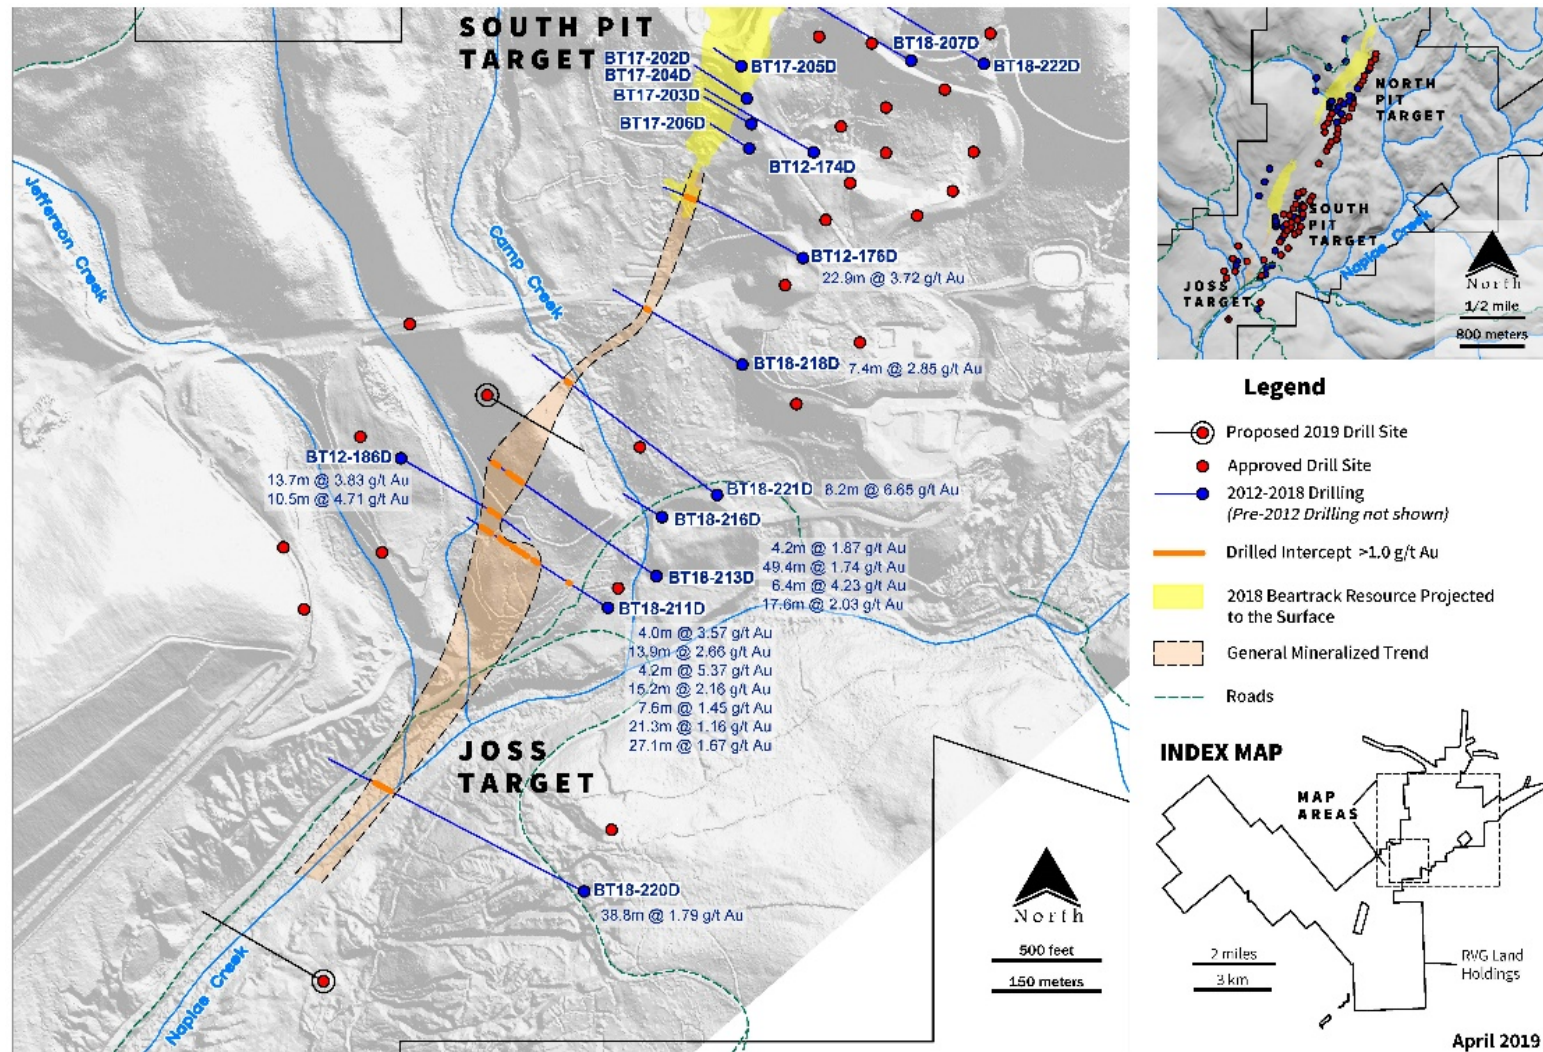 SOUTH PIT
TARGET
BT17-202D
BT17-204D
BT17-203D
BT17-206D
BT17-205D
BT18-207D
BT18-222D
BT12-174D
BT12-176D
22.9m @ 3.72 g/t Au
Jefferson Creek
Camp Creek
BT18-218D
7.4m @ 2.85 g/t Au
BT12-186D
13.7m @ 3.83 g/t Au
10.5m @ 4.71 g/t Au
BT18-221D
8.2m @ 6.65 g/t Au
BT18-216D
BT18-213D
4.2m @ 1.87 g/t Au
49.4m @ 1.74 g/t Au
6.4m @ 4.23 g/t Au
17.6m @ 2.03 g/t Au
BT18-211D
4.0m @ 3.57 g/t Au
13.9m @ 2.66 g/t Au
4.2m @ 5.37 g/t Au
15.2m @ 2.16 g/t Au
7.6m @ 1.45 g/t Au
21.3m @ 1.16 g/t Au
27.1m @ 1.67 g/t Au
JOSS
TARGET
BT18-220D
38.8m @ 1.79 g/t Au
Napias Creek
North
500 feet
150 meters
NORTH
PIT
TARGET
SOUTH
PIT
TARGET
JOSS
TARGET
Napias Creek
North
1/2 mile
800 meters
Legend
Proposed 2019 Drill Site
Approved Drill Site
2012-2018 Drilling
(Pre-2012 Drilling not shown)
Drilled Intercept >1.0 g/t Au
2018 Beartrack Resource Projected
to the Surface
General Mineralized Trend
Roads
INDEX MAP
MAP
AREAS
2 miles
3 km
RVG Land
Holdings
April 2019